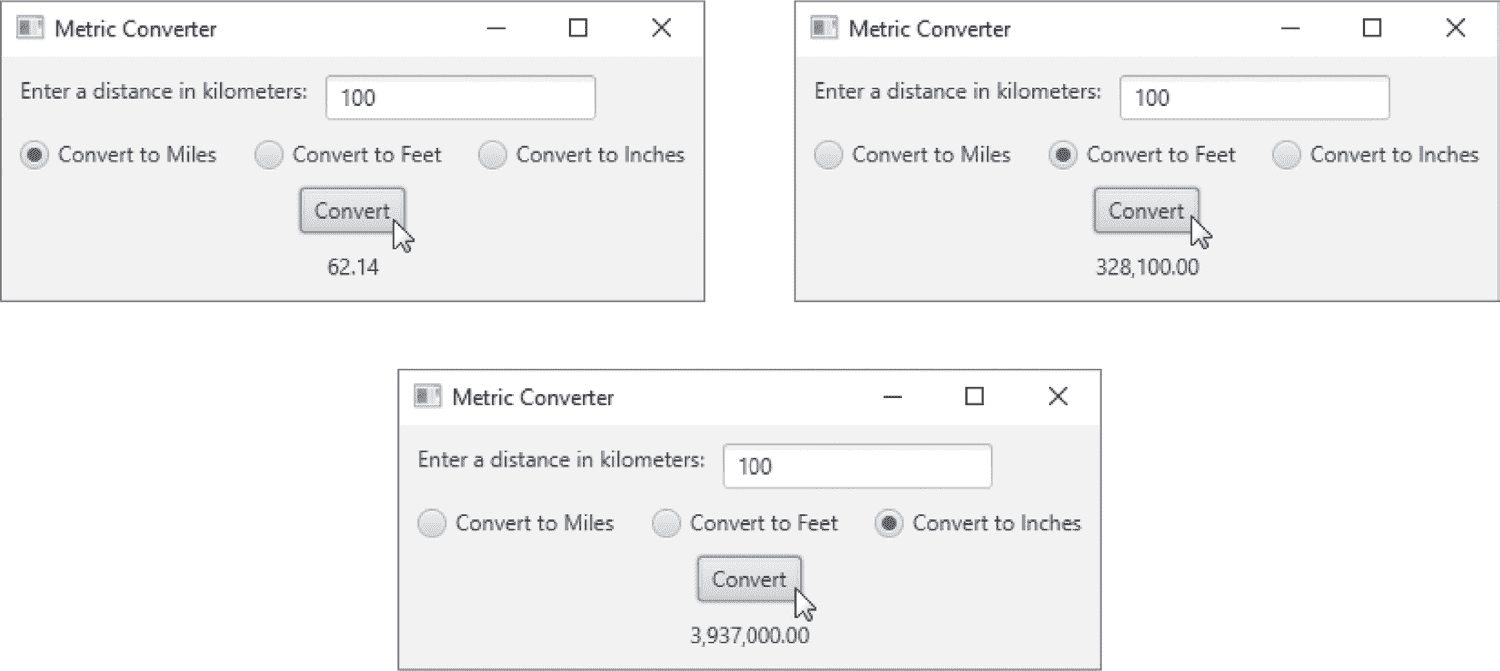 Metric Converter
Enter a distance in kilometers: 100
Convert to Miles Convert to Feet Convert to Inches
Convert
62.14
Metric Converter
Enter a distance in kilometers: 100
Convert to Miles Convert to Feet Convert to Inches
Convert
328,100.00
Metric Converter
Enter a distance in kilometers: 100
Convert to Miles Convert to Feet Convert to Inches
Convert
3,937,000.00